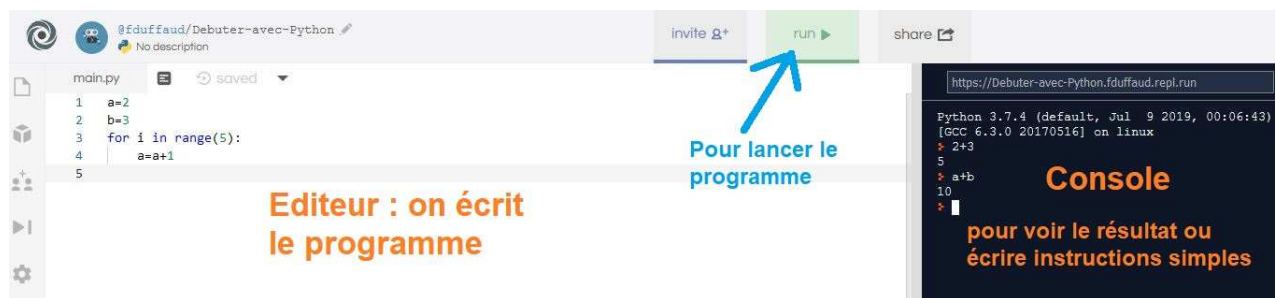 @fduffaud/Debuter-avec-Python
No description
invite
run
share
main.py
saved
1 a=2
2 b=3
3 for i in range(5):
4     a=a+1
5
Editeur : on écrit
le programme
Pour lancer le
programme
https://Debuter-avec-Python.fduffaud.repl.run
Python 3.7.4 (default, Jul  9 2019, 00:06:43)
[GCC 6.3.0 20170516] on linux
2+3
5
a+b
10
Console
pour voir le résultat ou
écrire instructions simples